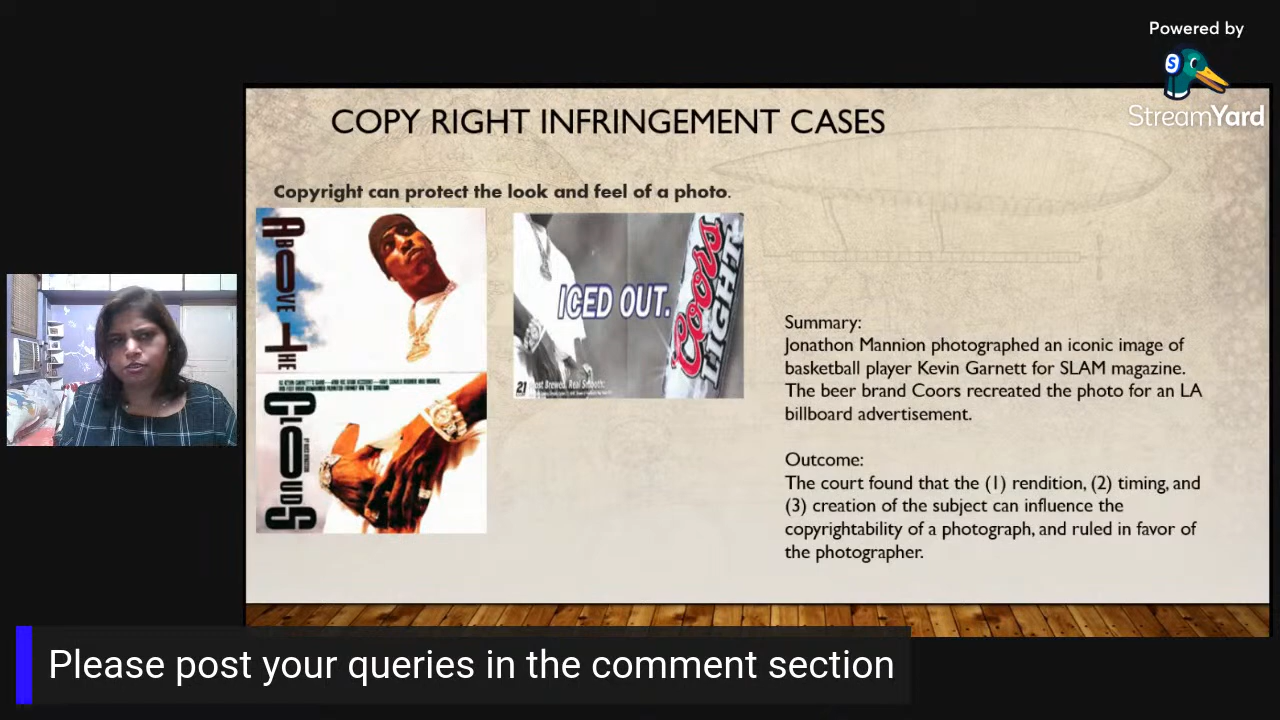 Powered by
StreamYard
COPY RIGHT INFRINGEMENT CASES
Copyright can protect the look and feel of a photo.
ABOVE THE
CLOUDS
ICED OUT.
Coors
LIGHT
21
Summary:
Jonathon Mannion photographed an iconic image of
basketball player Kevin Garnett for SLAM magazine.
The beer brand Coors recreated the photo for an LA
billboard advertisement.
Outcome:
The court found that the (1) rendition, (2) timing, and
(3) creation of the subject can influence the
copyrightability of a photograph, and ruled in favor of
the photographer.
Please post your queries in the comment section